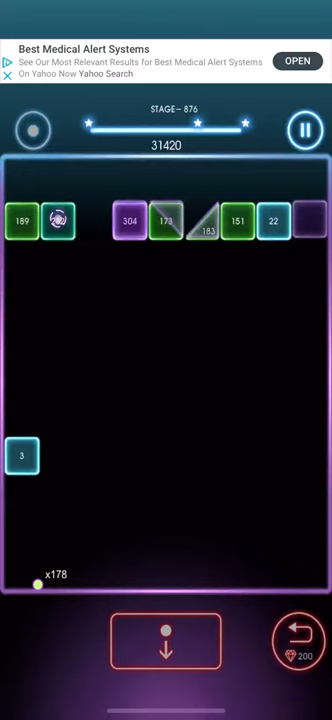 Best Medical Alert Systems
See Our Most Relevant Results for Best Medical Alert Systems
On Yahoo Now Yahoo Search
OPEN
STAGE– 876
31420
189
304
173
183
151
22
3
x178
200